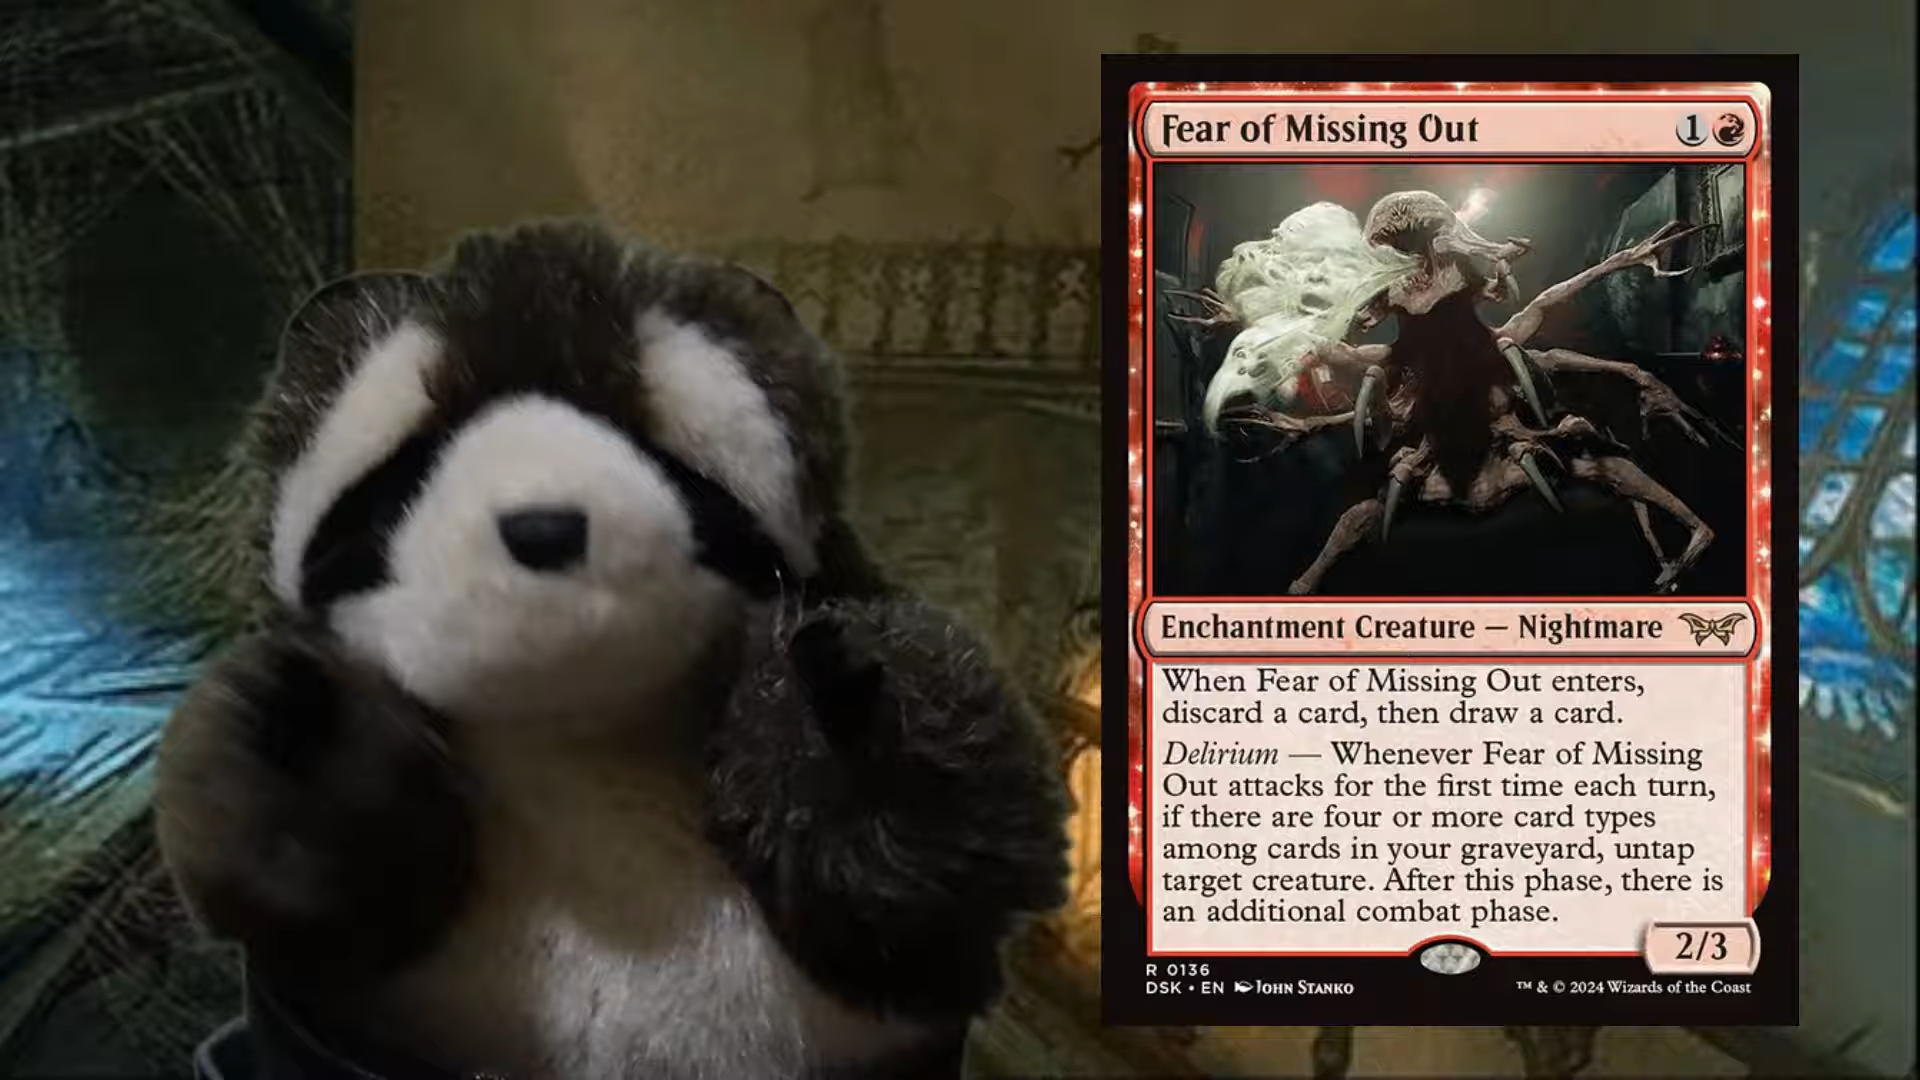 Fear of Missing Out 1
Enchantment Creature — Nightmare
When Fear of Missing Out enters,
discard a card, then draw a card.
Delirium — Whenever Fear of Missing
Out attacks for the first time each turn,
if there are four or more card types
among cards in your graveyard, untap
target creature. After this phase, there is
an additional combat phase.
2/3
R 0136
DSK • EN JOHN STANKO
™ & © 2024 Wizards of the Coast